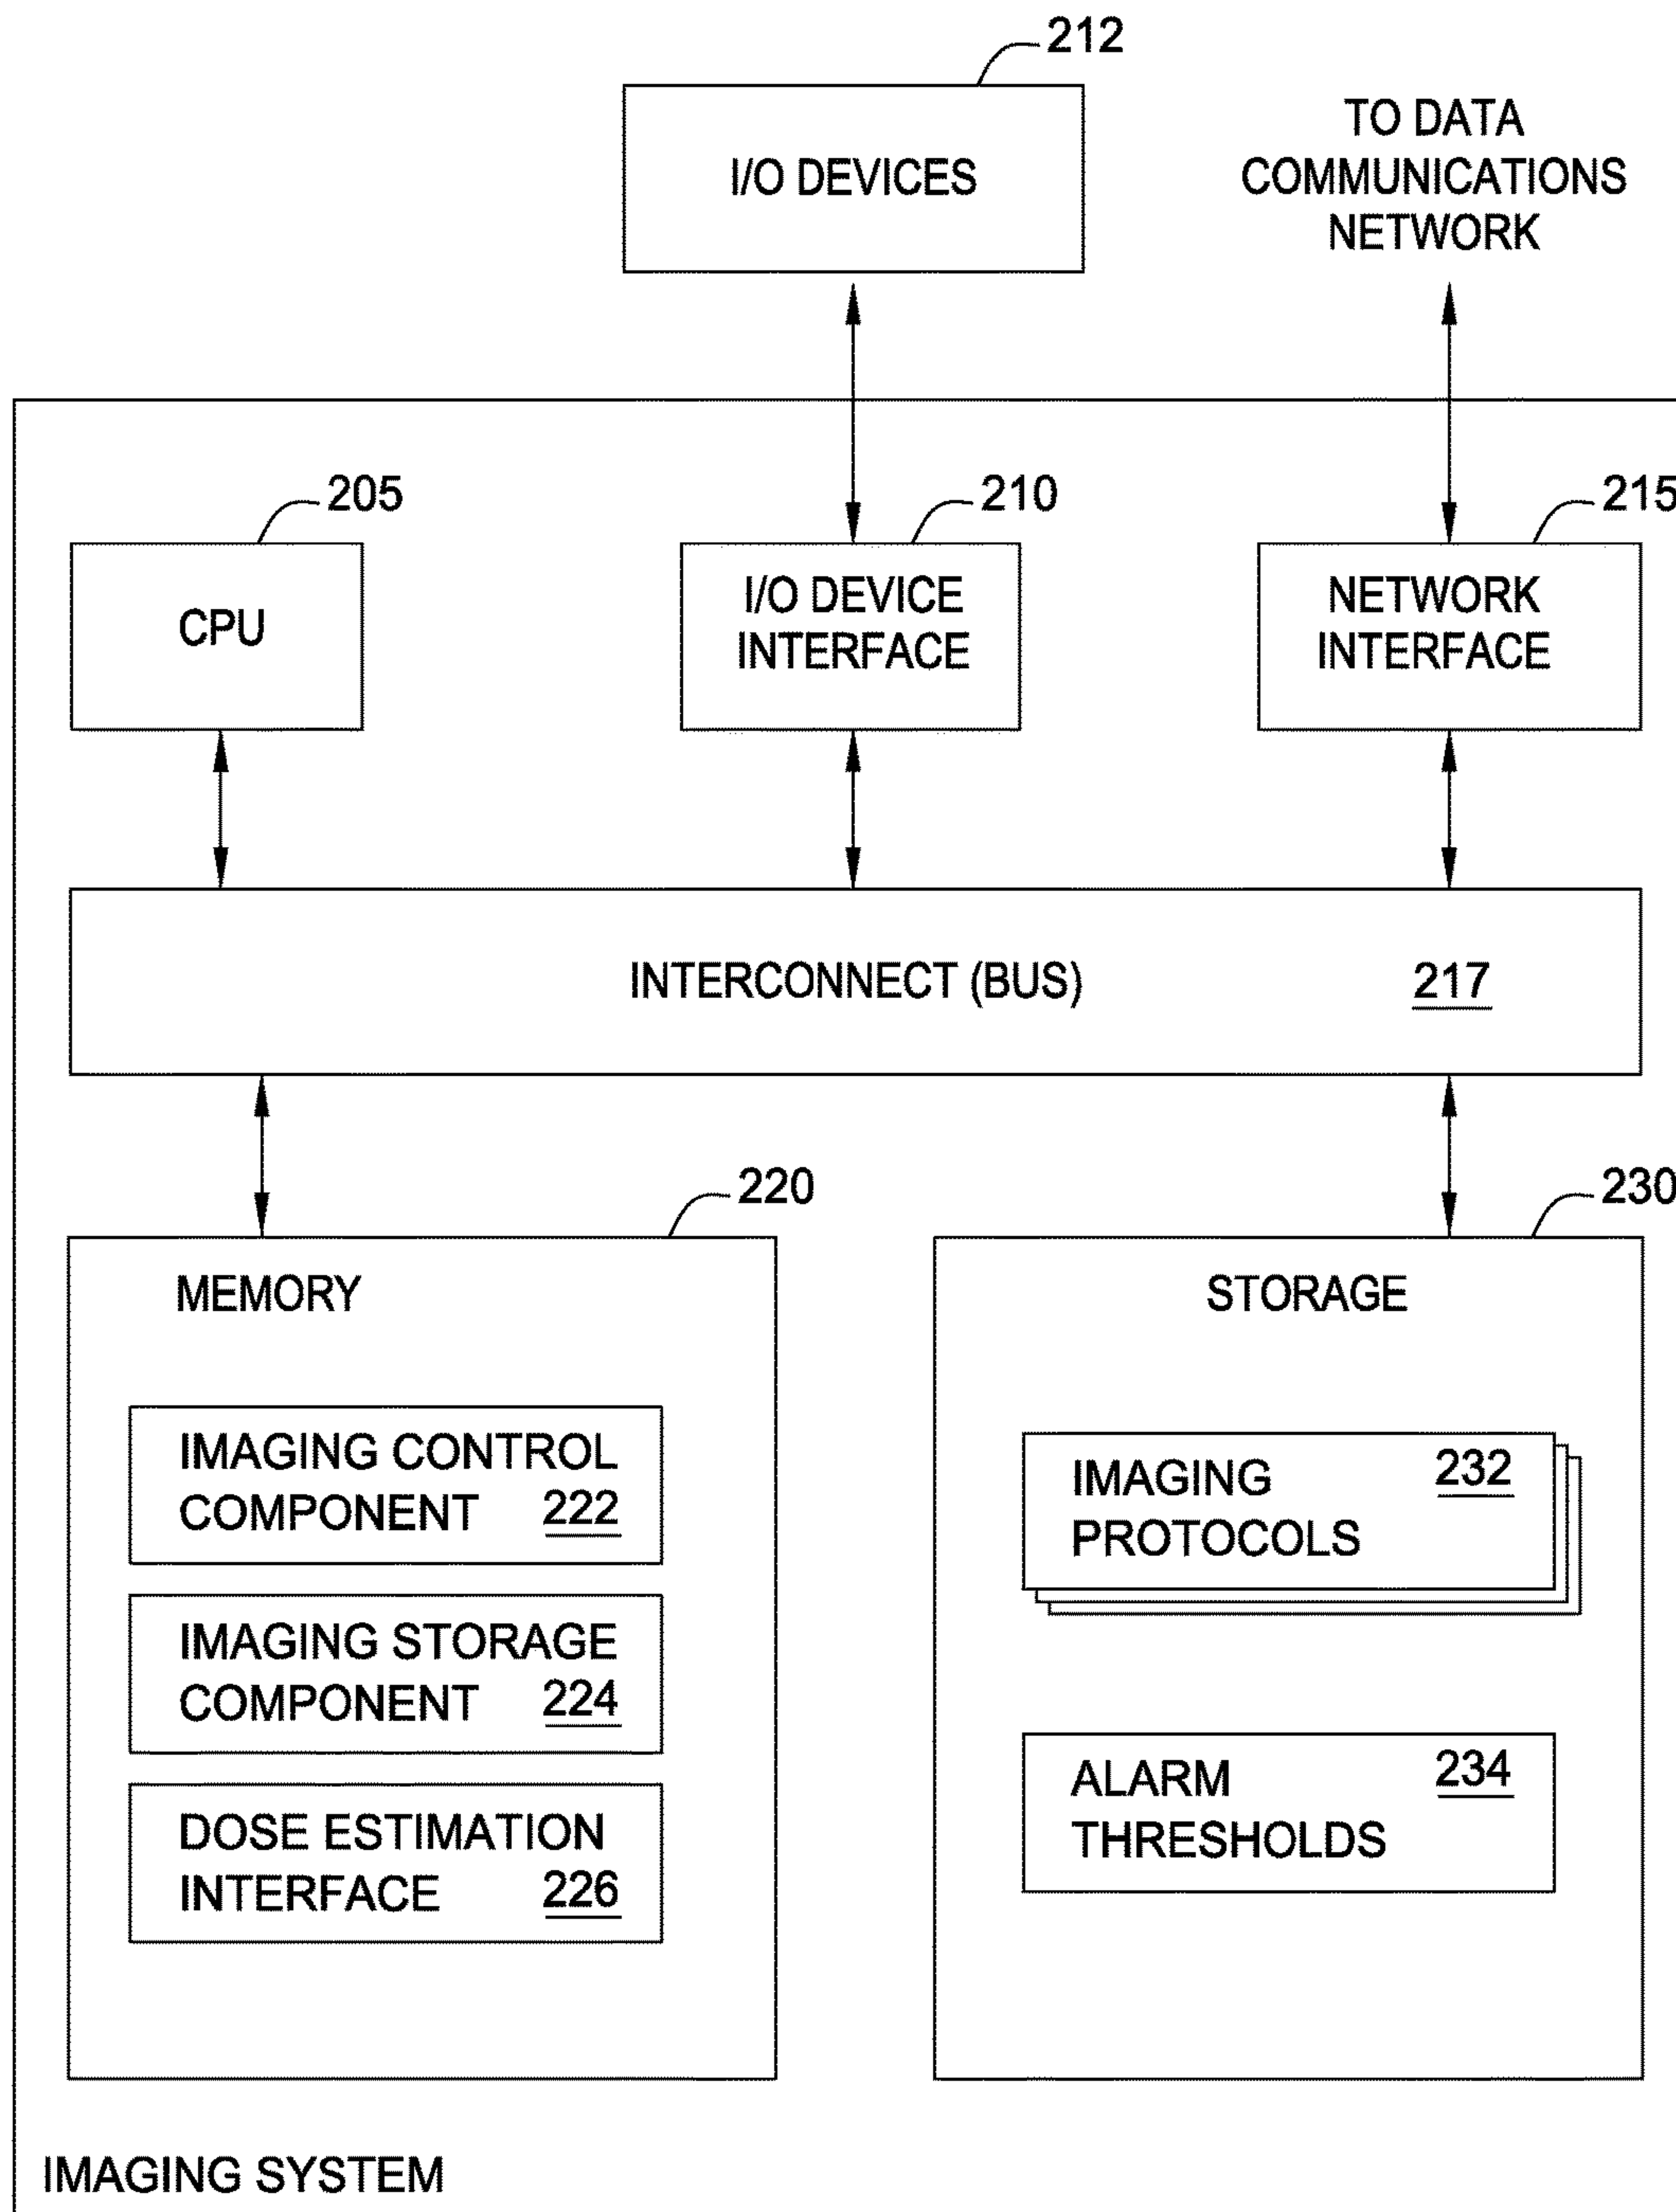 212
I/O DEVICES
TO DATA
COMMUNICATIONS
NETWORK
205
210
215
CPU
I/O DEVICE
INTERFACE
NETWORK
INTERFACE
INTERCONNECT (BUS) 217
220
230
MEMORY
IMAGING CONTROL
COMPONENT 222
IMAGING STORAGE
COMPONENT 224
DOSE ESTIMATION
INTERFACE 226
STORAGE
IMAGING 232
PROTOCOLS
ALARM 234
THRESHOLDS
IMAGING SYSTEM